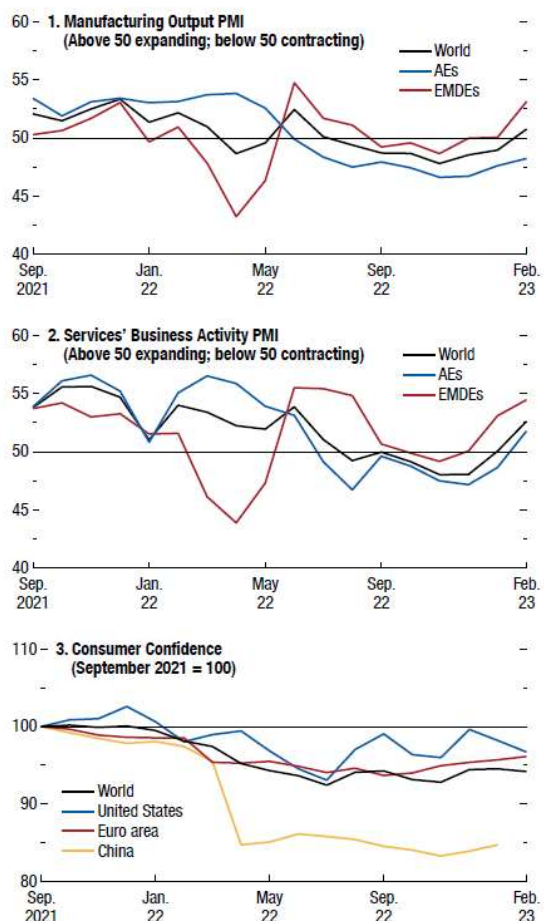 1. Manufacturing Output PMI
(Above 50 expanding; below 50 contracting)
World
AEs
EMDEs
60
55
50
45
40
Sep. Jan. May Sep. Feb.
2021 22 22 22 23
2. Services' Business Activity PMI
(Above 50 expanding; below 50 contracting)
World
AEs
EMDEs
60
55
50
45
40
Sep. Jan. May Sep. Feb.
2021 22 22 22 23
3. Consumer Confidence
(September 2021 = 100)
110
100
90
80
World
United States
Euro area
China
Sep. Jan. May Sep. Feb.
2021 22 22 22 23